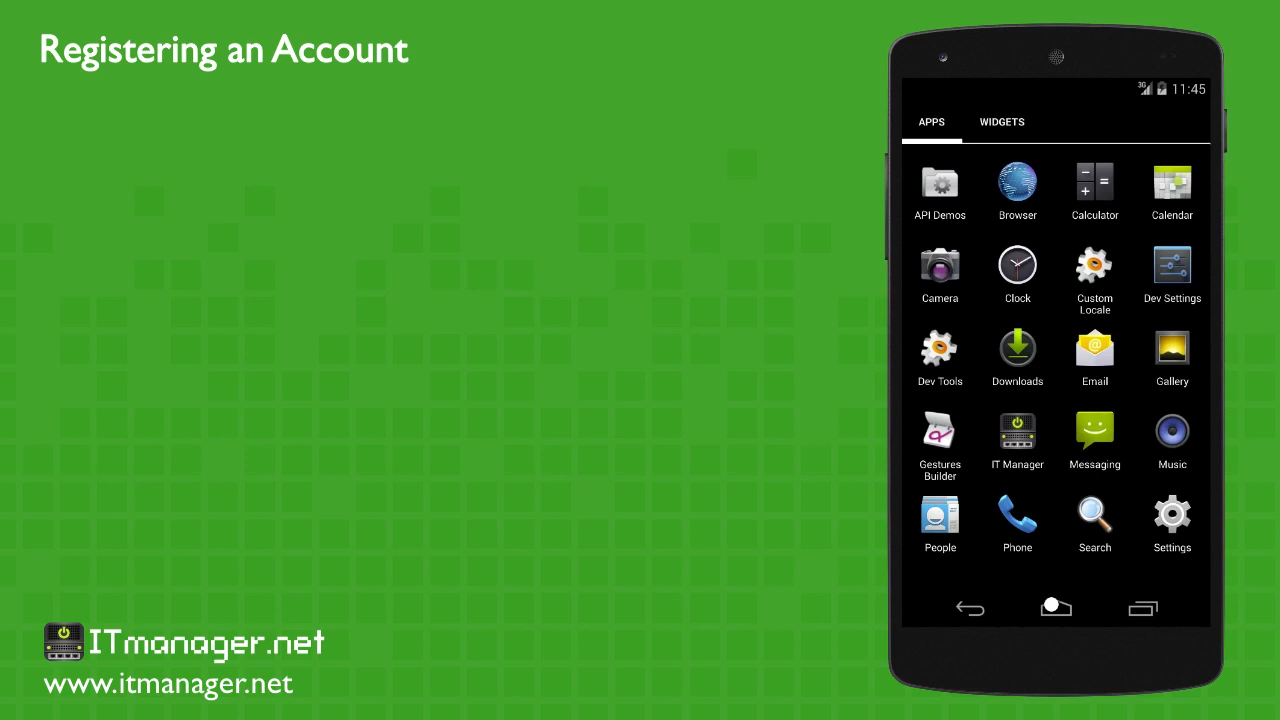 Registering an Account
3G 11:45
APPS WIDGETS
API Demos Browser Calculator Calendar
Camera Clock Custom Locale Dev Settings
Dev Tools Downloads Email Gallery
Gestures Builder IT Manager Messaging Music
People Phone Search Settings
ITmanager.net
www.itmanager.net